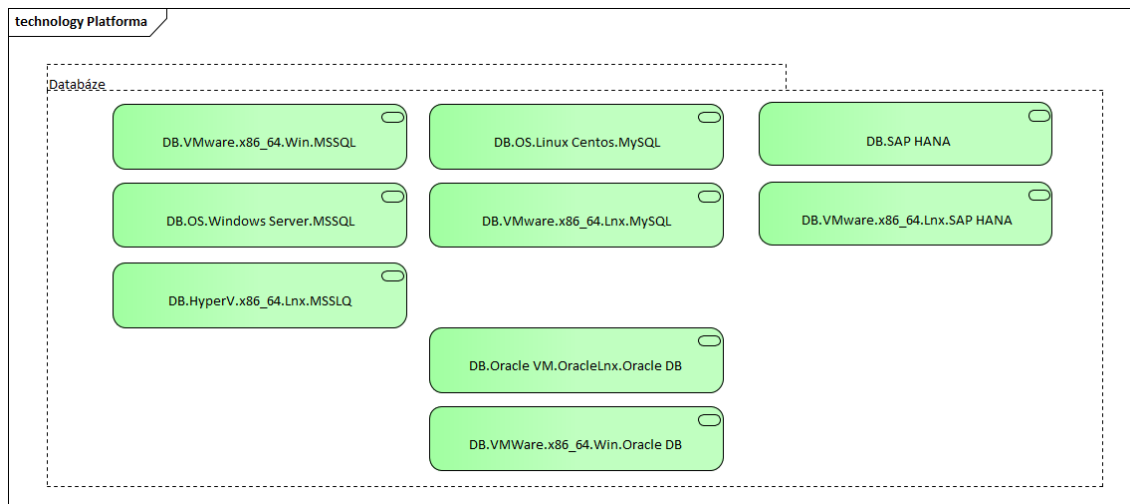 technology Platforma
Databáze
DB.VMware.x86_64.Win.MSSQL
DB.OS.Linux Centos.MySQL
DB.SAP HANA
DB.OS.Windows Server.MSSQL
DB.VMware.x86_64.Lnx.MySQL
DB.VMware.x86_64.Lnx.SAP HANA
DB.HyperV.x86_64.Lnx.MSSLQ
DB.Oracle VM.OracleLnx.Oracle DB
DB.VMWare.x86_64.Win.Oracle DB